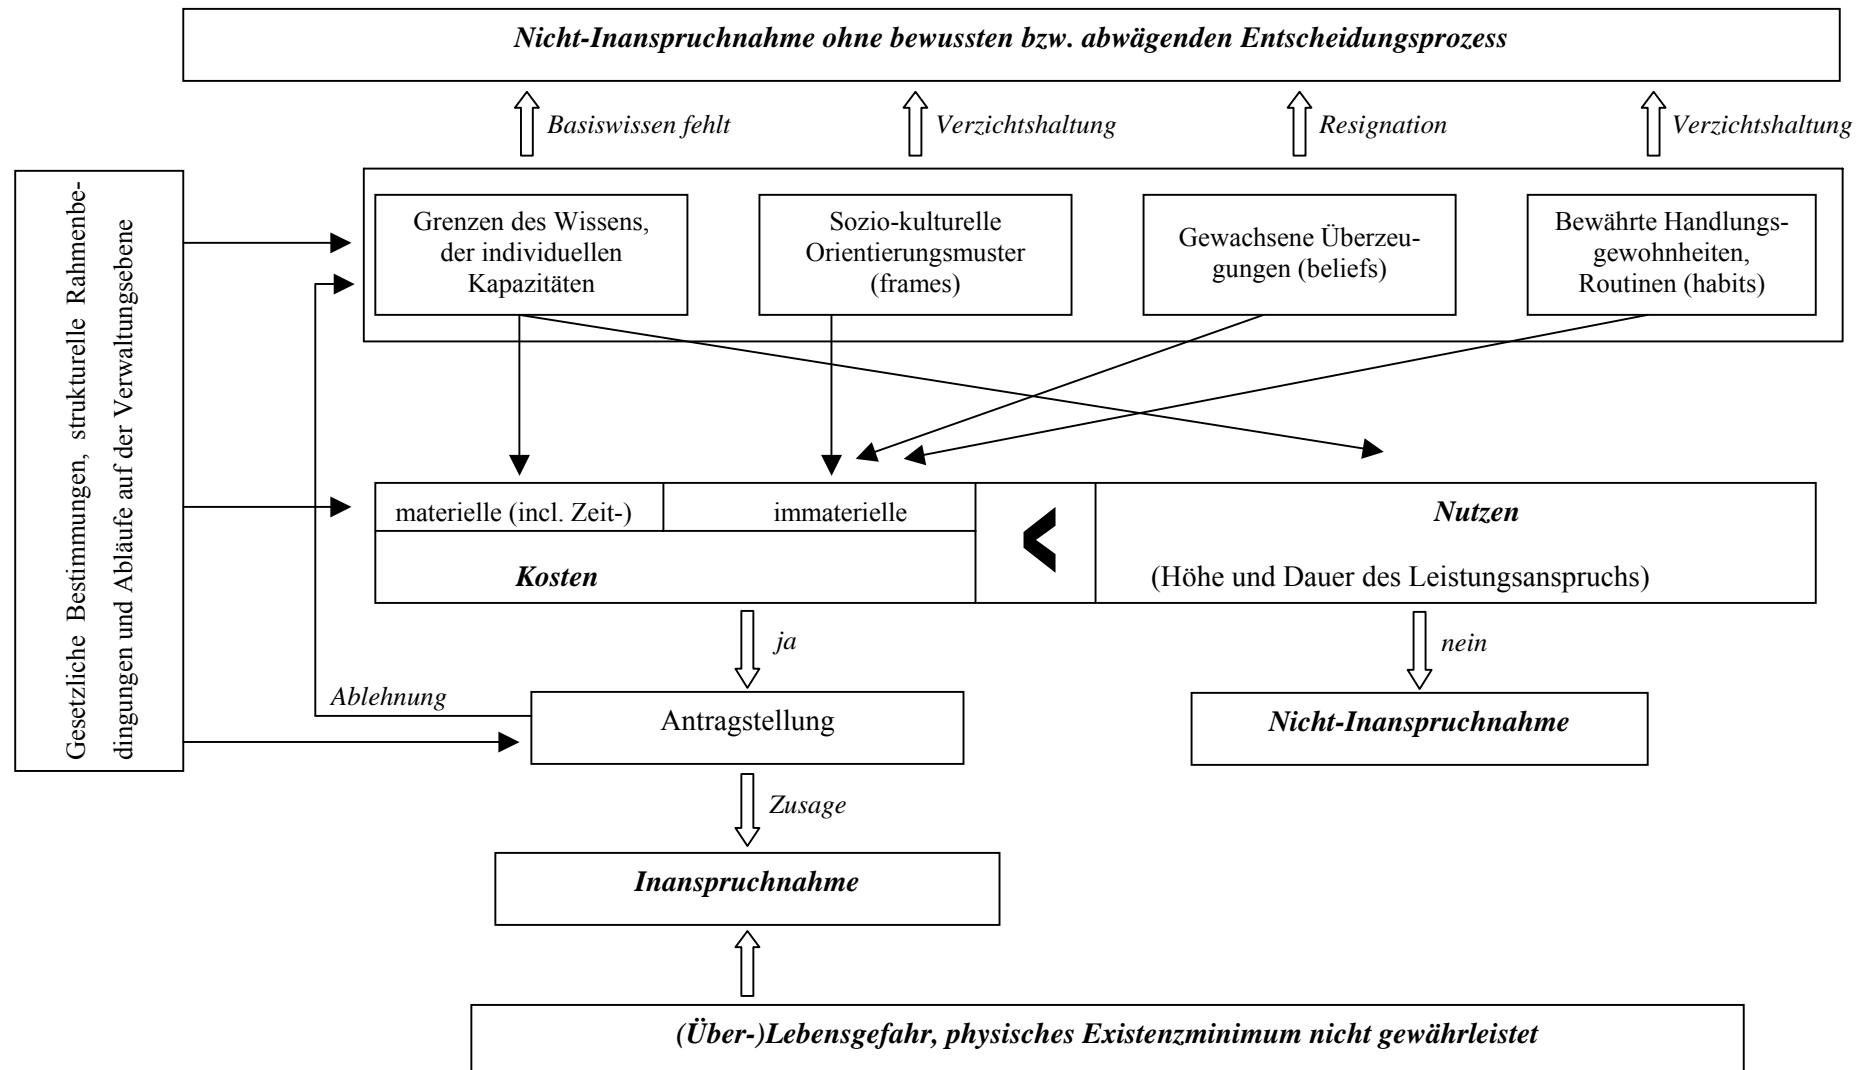 Nicht-Inanspruchnahme ohne bewussten bzw. abwägenden Entscheidungsprozess
Basiswissen fehlt
Verzichtshaltung
Resignation
Verzichtshaltung
Gesetzliche Bestimmungen, strukturelle Rahmenbe-
dingungen und Abläufe auf der Verwaltungsebene
Grenzen des Wissens,
der individuellen
Kapazitäten
Sozio-kulturelle
Orientierungsmuster
(frames)
Gewachsene Überzeu-
gungen (beliefs)
Bewährte Handlungs-
gewohnheiten,
Routinen (habits)
materielle (incl. Zeit-)
immaterielle
Kosten
<
Nutzen
(Höhe und Dauer des Leistungsanspruchs)
ja
nein
Ablehnung
Antragstellung
Nicht-Inanspruchnahme
Zusage
Inanspruchnahme
(Über-)Lebensgefahr, physisches Existenzminimum nicht gewährleistet